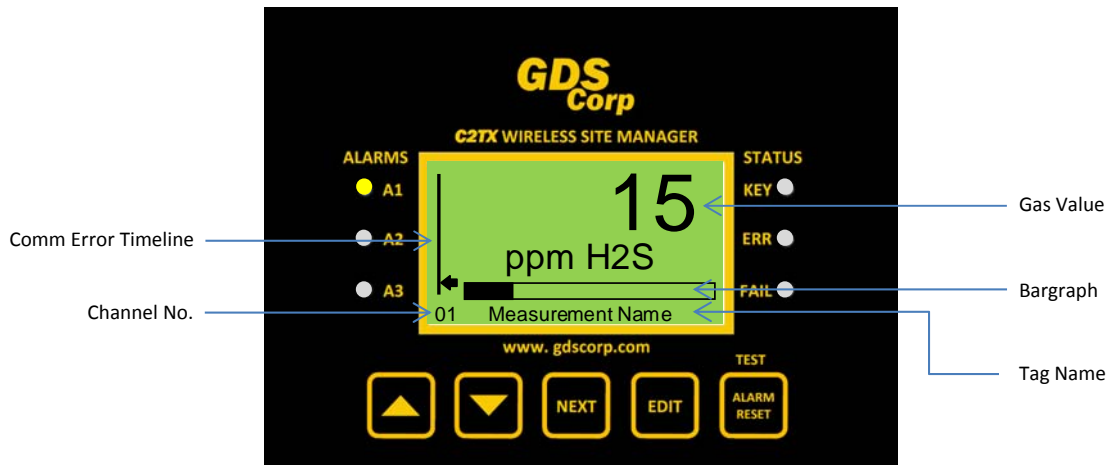 GDS
Corp
C2TX WIRELESS SITE MANAGER
ALARMS
STATUS
A1
15
KEY
Gas Value
Comm Error Timeline
A2
ppm H2S
ERR
A3
FAIL
Bargraph
Channel No.
01 Measurement Name
www. gdscorp.com
TEST
Tag Name
NEXT
EDIT
ALARM
RESET